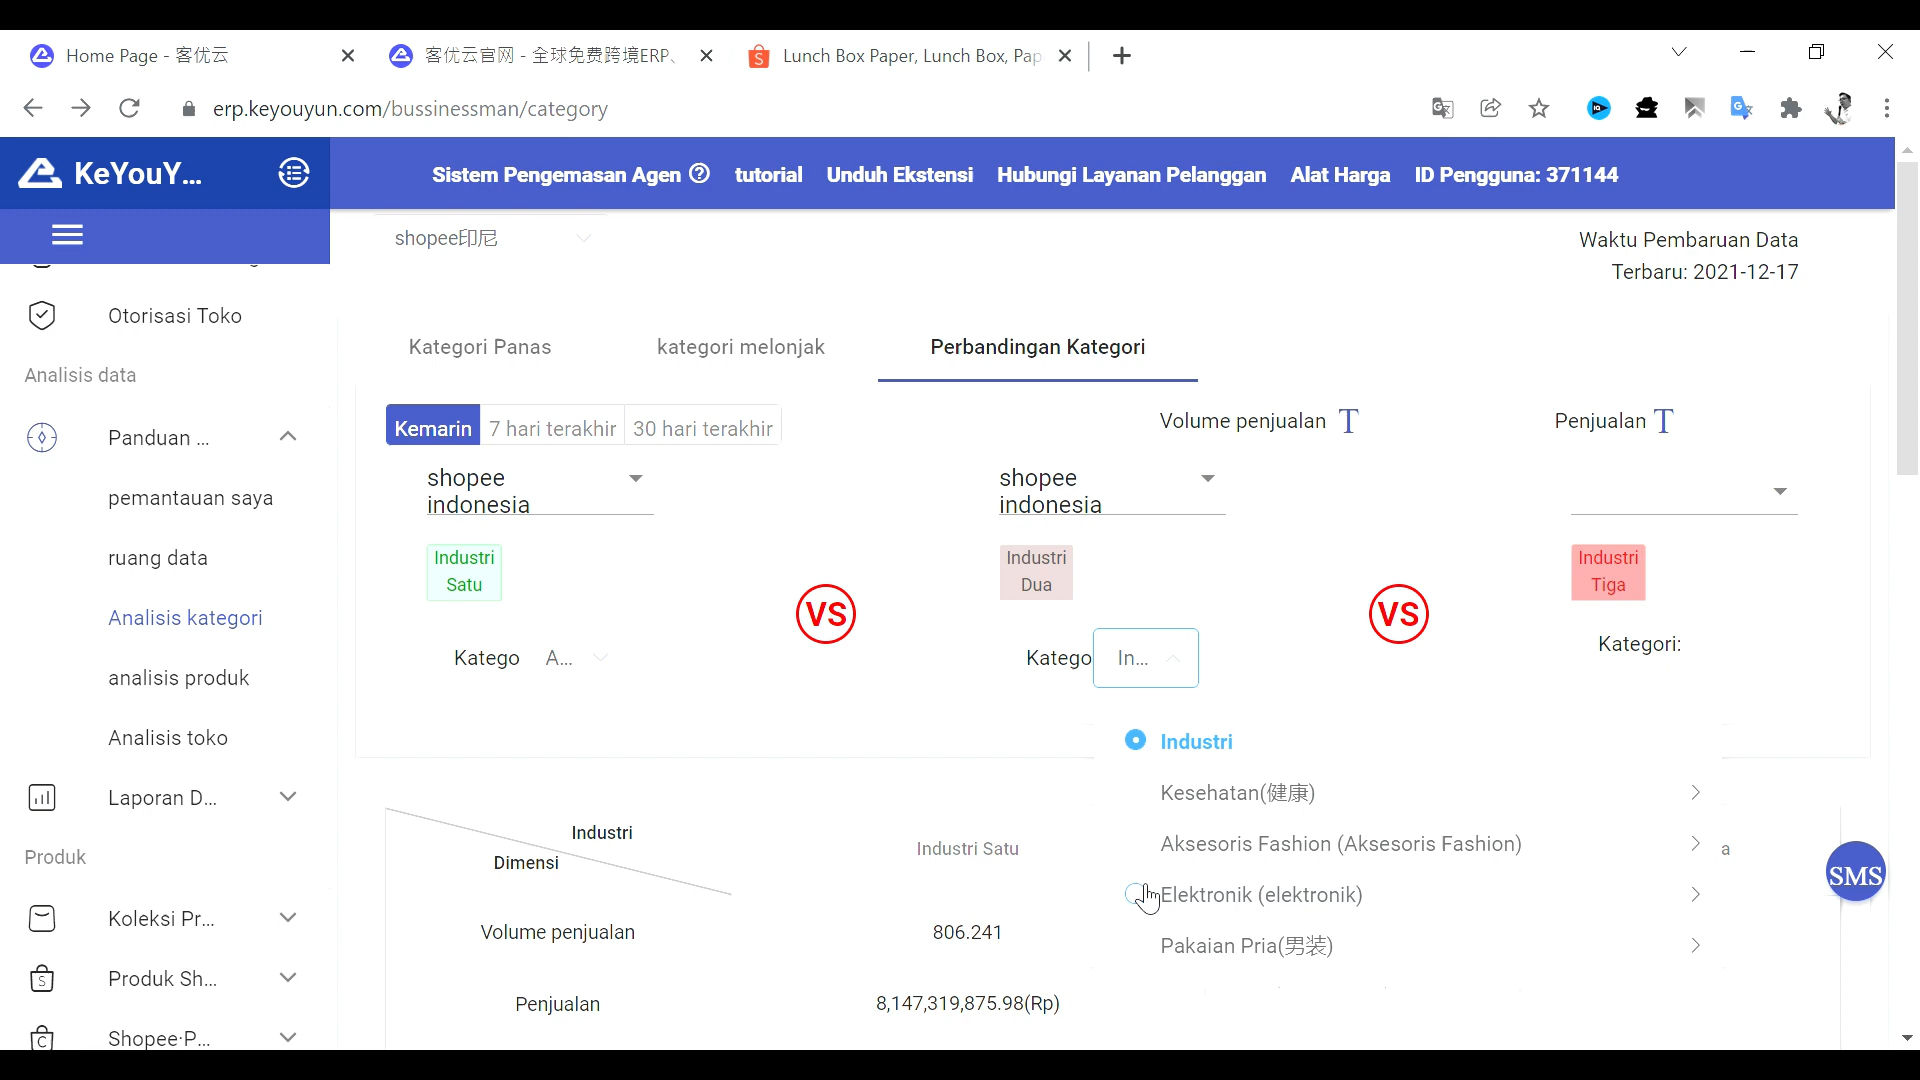 Home Page - 客优云
客优云官网 - 全球免费跨境ERP、
Lunch Box Paper, Lunch Box, Pap
erp.keyouyun.com/bussinessman/category
KeYouY...
Sistem Pengemasan Agen
tutorial
Unduh Ekstensi
Hubungi Layanan Pelanggan
Alat Harga
ID Pengguna: 371144
shopee印尼
Waktu Pembaruan Data
Terbaru: 2021-12-17
Otorisasi Toko
Analisis data
Panduan ...
pemantauan saya
ruang data
Analisis kategori
analisis produk
Analisis toko
Laporan D...
Produk
Koleksi Pr...
Produk Sh...
Shopee·P...
Kategori Panas
kategori melonjak
Perbandingan Kategori
Kemarin
7 hari terakhir
30 hari terakhir
Volume penjualan T
Penjualan T
shopee
indonesia
shopee
indonesia
Industri
Satu
Industri
Dua
Industri
Tiga
VS
VS
Katego
A...
Katego
In...
Kategori:
Industri
Kesehatan(健康)
Aksesoris Fashion (Aksesoris Fashion)
Elektronik (elektronik)
Pakaian Pria(男装)
Industri
Dimensi
Industri Satu
a
Volume penjualan
806.241
Penjualan
8,147,319,875.98(Rp)
SMS